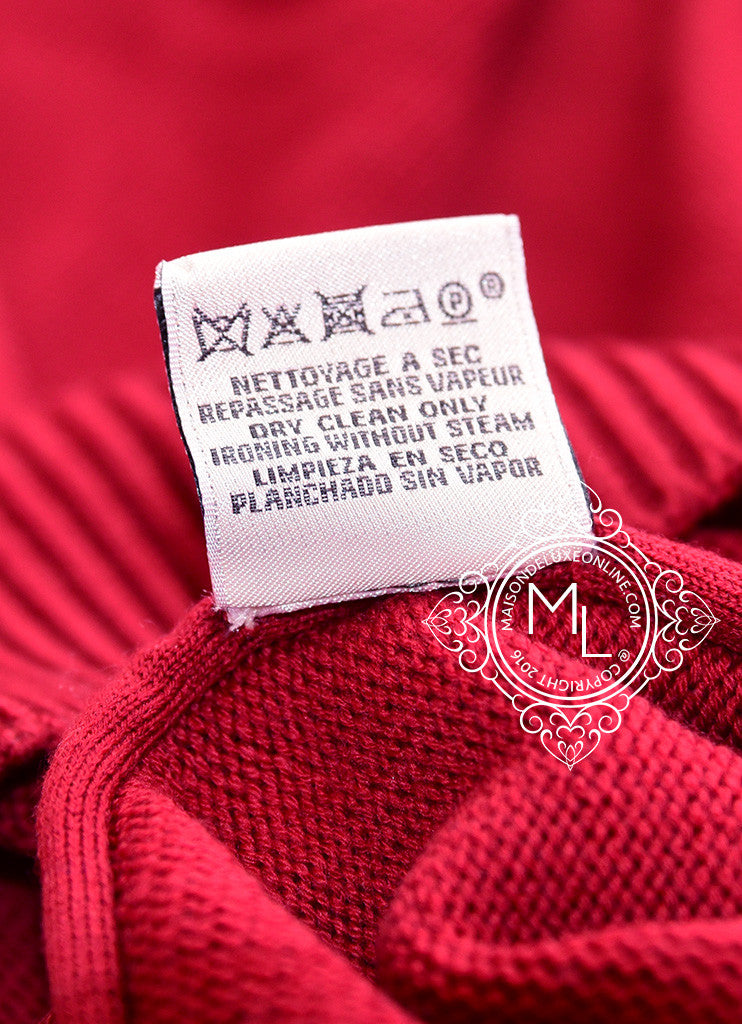 P ®
NETTOYAGE A SEC
REPASSAGE SANS VAPEUR
DRY CLEAN ONLY
IRONING WITHOUT STEAM
LIMPIEZA EN SECO
PLANCHADO SIN VAPOR
MAISONDELUXEONLINE.COM
ML
@ COPYRIGHT 2016